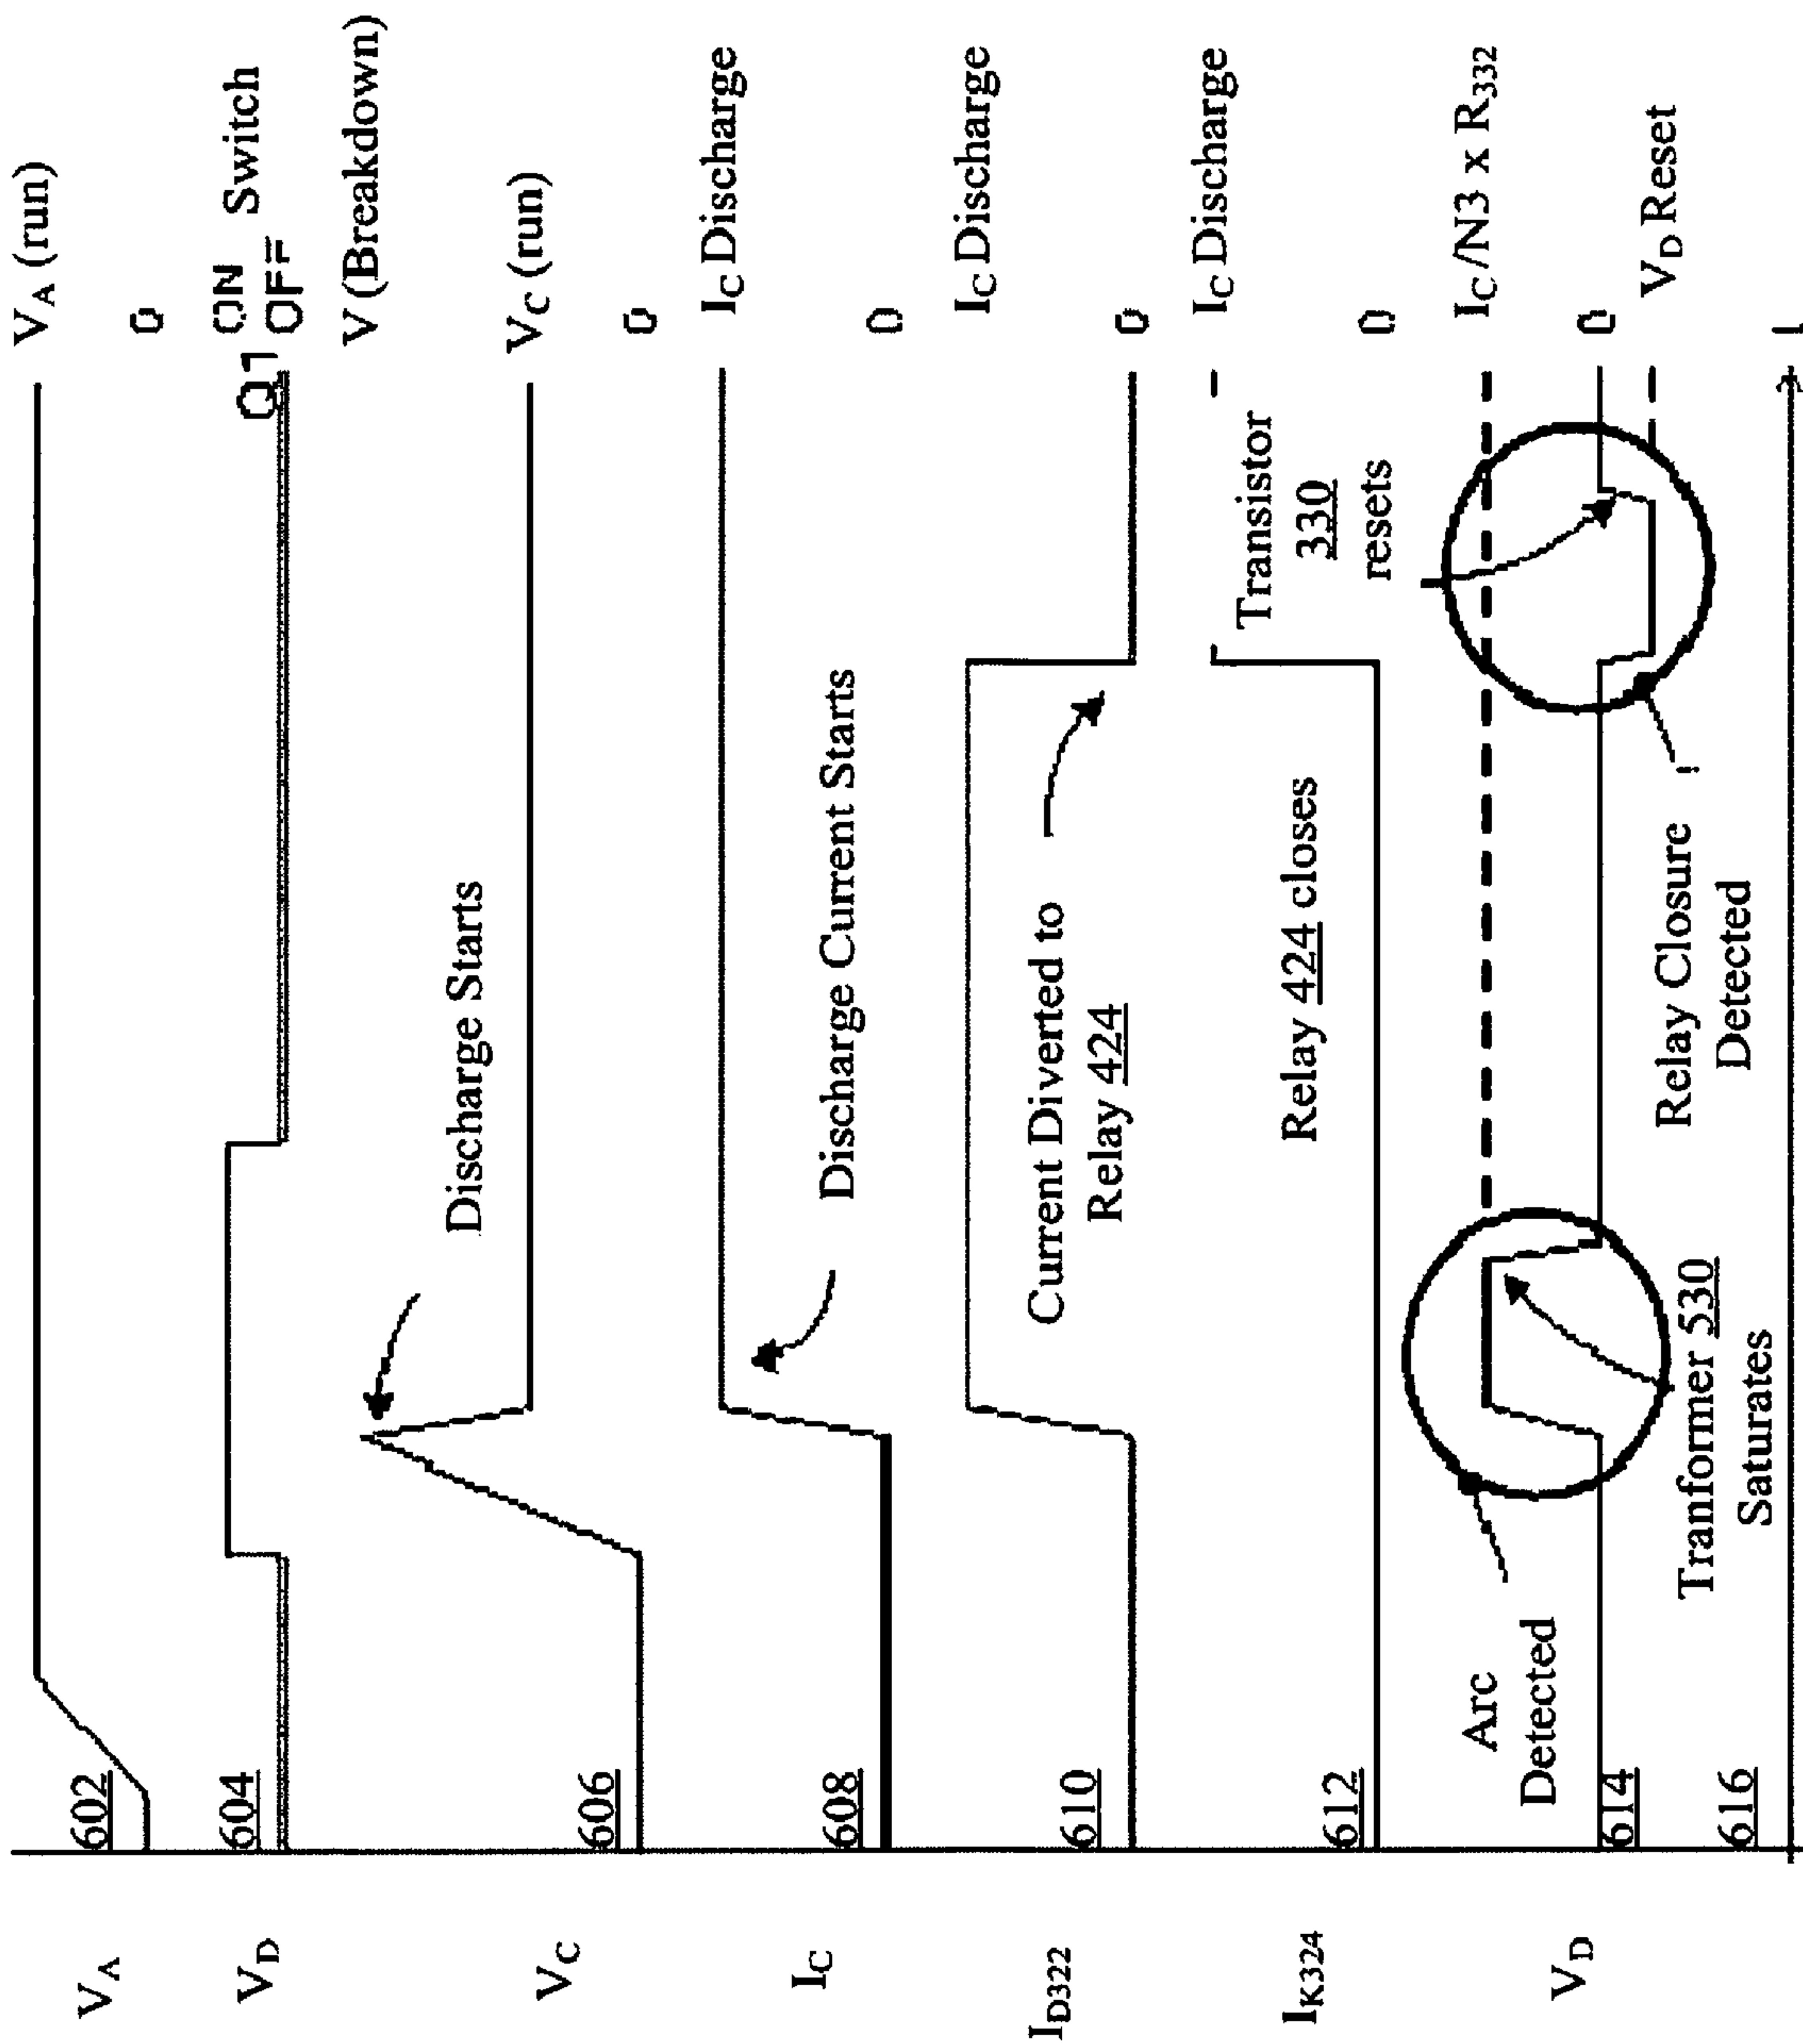 V_A
602
V_A (run)
0
V_D
604
Q1
ON Switch
OFF
V (Breakdown)
Discharge Starts
V_C
606
V_C (run)
0
I_C
608
I_C Discharge
Discharge Current Starts
0
I_D322
610
I_C Discharge
Current Diverted to
Relay 424
0
I_K324
612
I_C Discharge
Relay 424 closes
0
Transistor
330
resets
V_D
614
I_C/N3 x R_332
0
V_D Reset
Arc
Detected
Tranformer 530
Saturates
Relay Closure
Detected
616